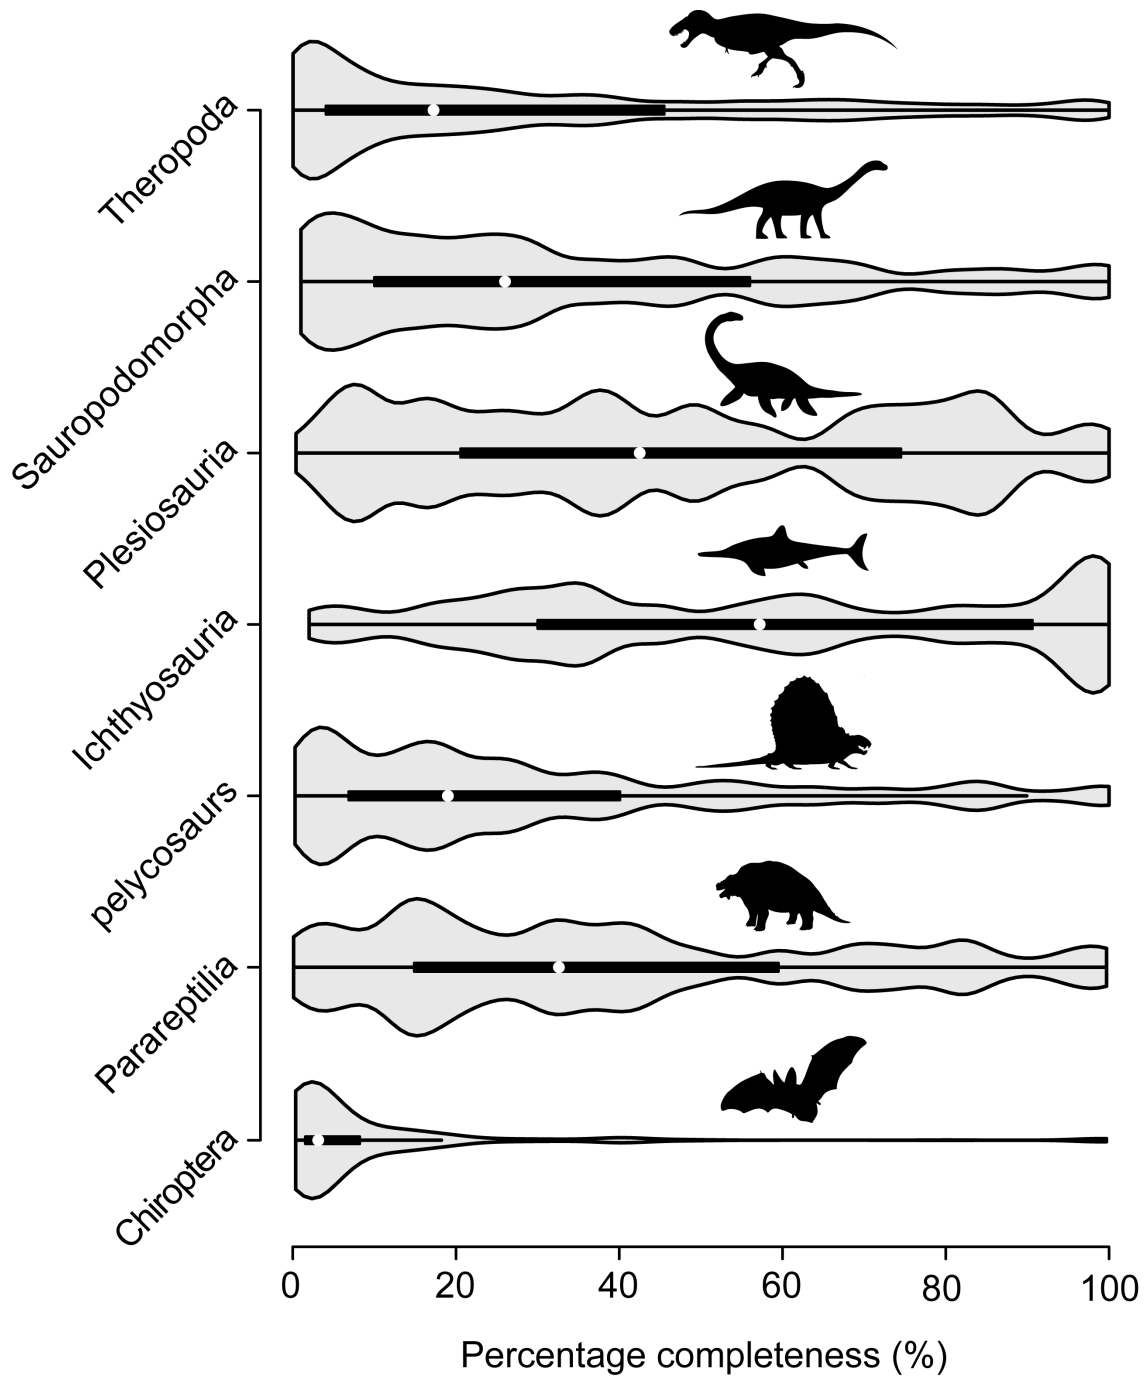 Theropoda
Sauropodomorpha
Plesiosauria
Ichthyosauria
pelycosaurs
Parareptilia
Chiroptera
0 20 40 60 80 100
Percentage completeness (%)